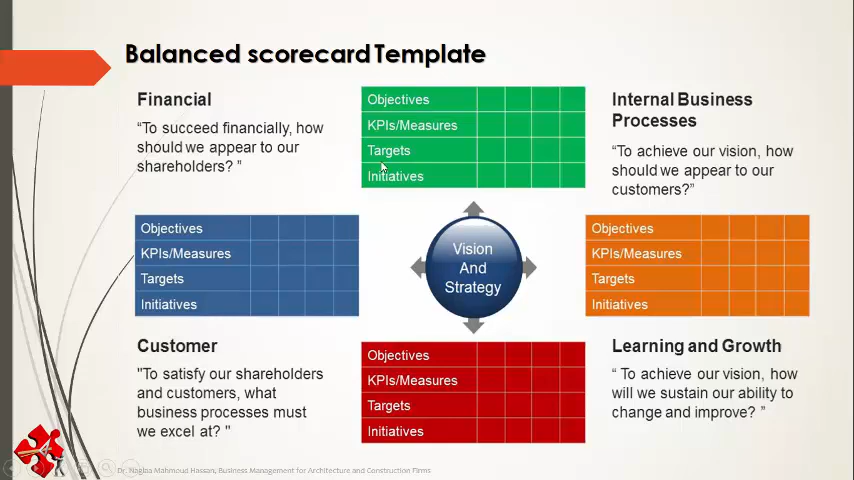 Balanced scorecard Template
Financial
“To succeed financially, how
should we appear to our
shareholders? ”
Objectives
KPIs/Measures
Targets
Initiatives
Internal Business
Processes
“To achieve our vision, how
should we appear to our
customers?”
Objectives
KPIs/Measures
Targets
Initiatives
Vision
And
Strategy
Objectives
KPIs/Measures
Targets
Initiatives
Customer
"To satisfy our shareholders
and customers, what
business processes must
we excel at? "
Objectives
KPIs/Measures
Targets
Initiatives
Learning and Growth
“ To achieve our vision, how
will we sustain our ability to
change and improve? ”
Dr. Naglaa Mahmoud Hassan, Business Management for Architecture and Construction Firms